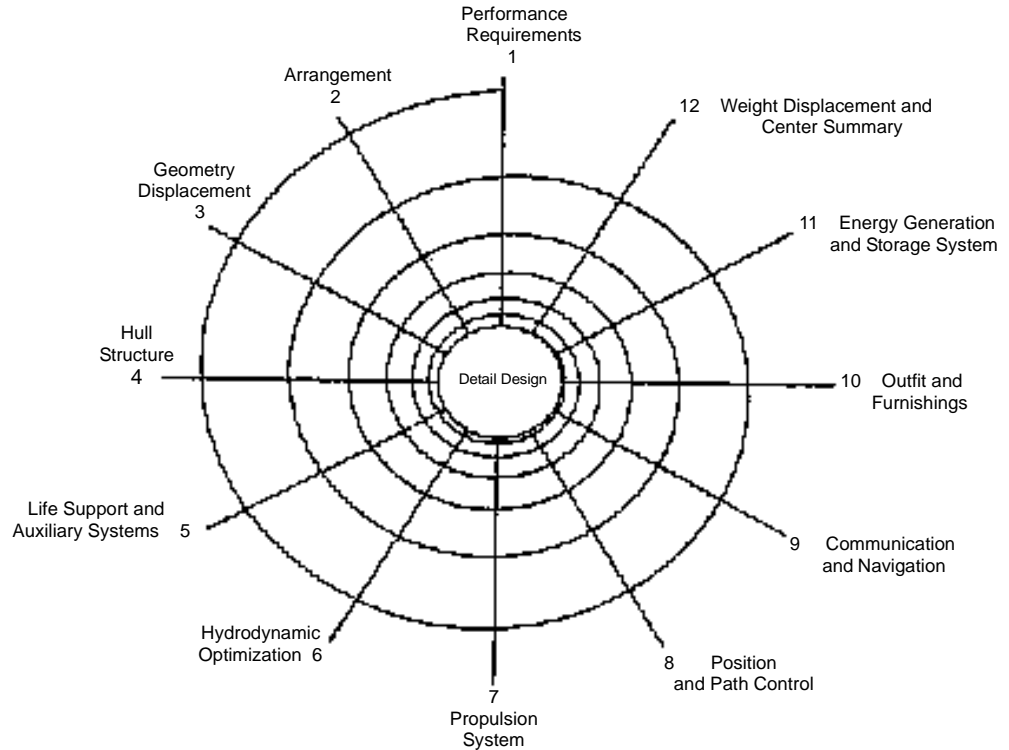 Performance
Requirements
1
Arrangement
2
Geometry
Displacement
3
Hull
Structure
4
Life Support and
Auxiliary Systems 5
Hydrodynamic
Optimization 6
7
Propulsion
System
8 Position
and Path Control
9 Communication
and Navigation
10 Outfit and
Furnishings
11 Energy Generation
and Storage System
12 Weight Displacement and
Center Summary
Detail Design